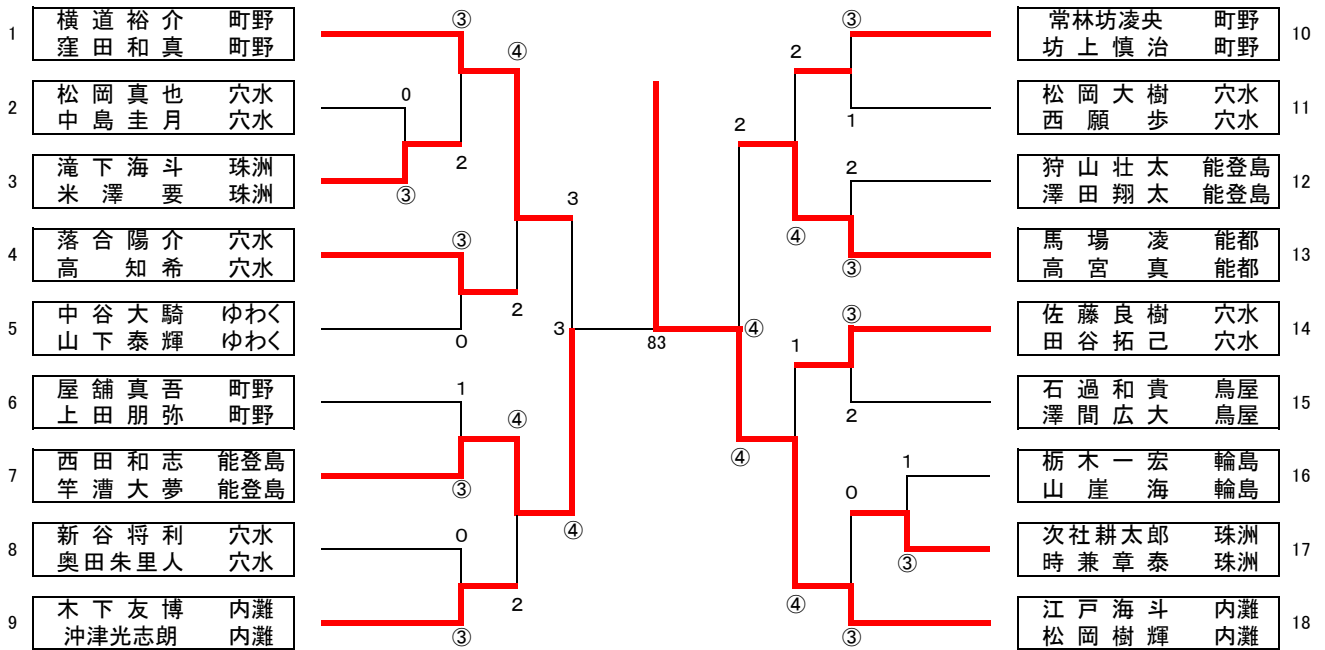 1 横道裕介 町野
窪田和真 町野
2 松岡真也 穴水
中島圭月 穴水
3 滝下海斗 珠洲
米澤要 珠洲
4 落合陽介 穴水
高知希 穴水
5 中谷大騎 ゆわく
山下泰輝 ゆわく
6 屋舗真吾 町野
上田朋弥 町野
7 西田和志 能登島
竿漕大夢 能登島
8 新谷将利 穴水
奥田朱里人 穴水
9 木下友博 内灘
沖津光志朗 内灘
③
④
0
2
③
3
③
2
0
3
1
④
③
④
0
2
③
83
③
2
1
2
2
④
③
④
③
1
2
④
1
0
③
④
③
常林坊凌央 町野 10
坊上慎治 町野
松岡大樹 穴水 11
西願歩 穴水
狩山壮太 能登島 12
澤田翔太 能登島
馬場凌 能都 13
高宮真 能都
佐藤良樹 穴水 14
田谷拓己 穴水
石過和貴 鳥屋 15
澤間広大 鳥屋
栃木一宏 輪島 16
山崖海 輪島
次社耕太郎 珠洲 17
時兼章泰 珠洲
江戸海斗 内灘 18
松岡樹輝 内灘